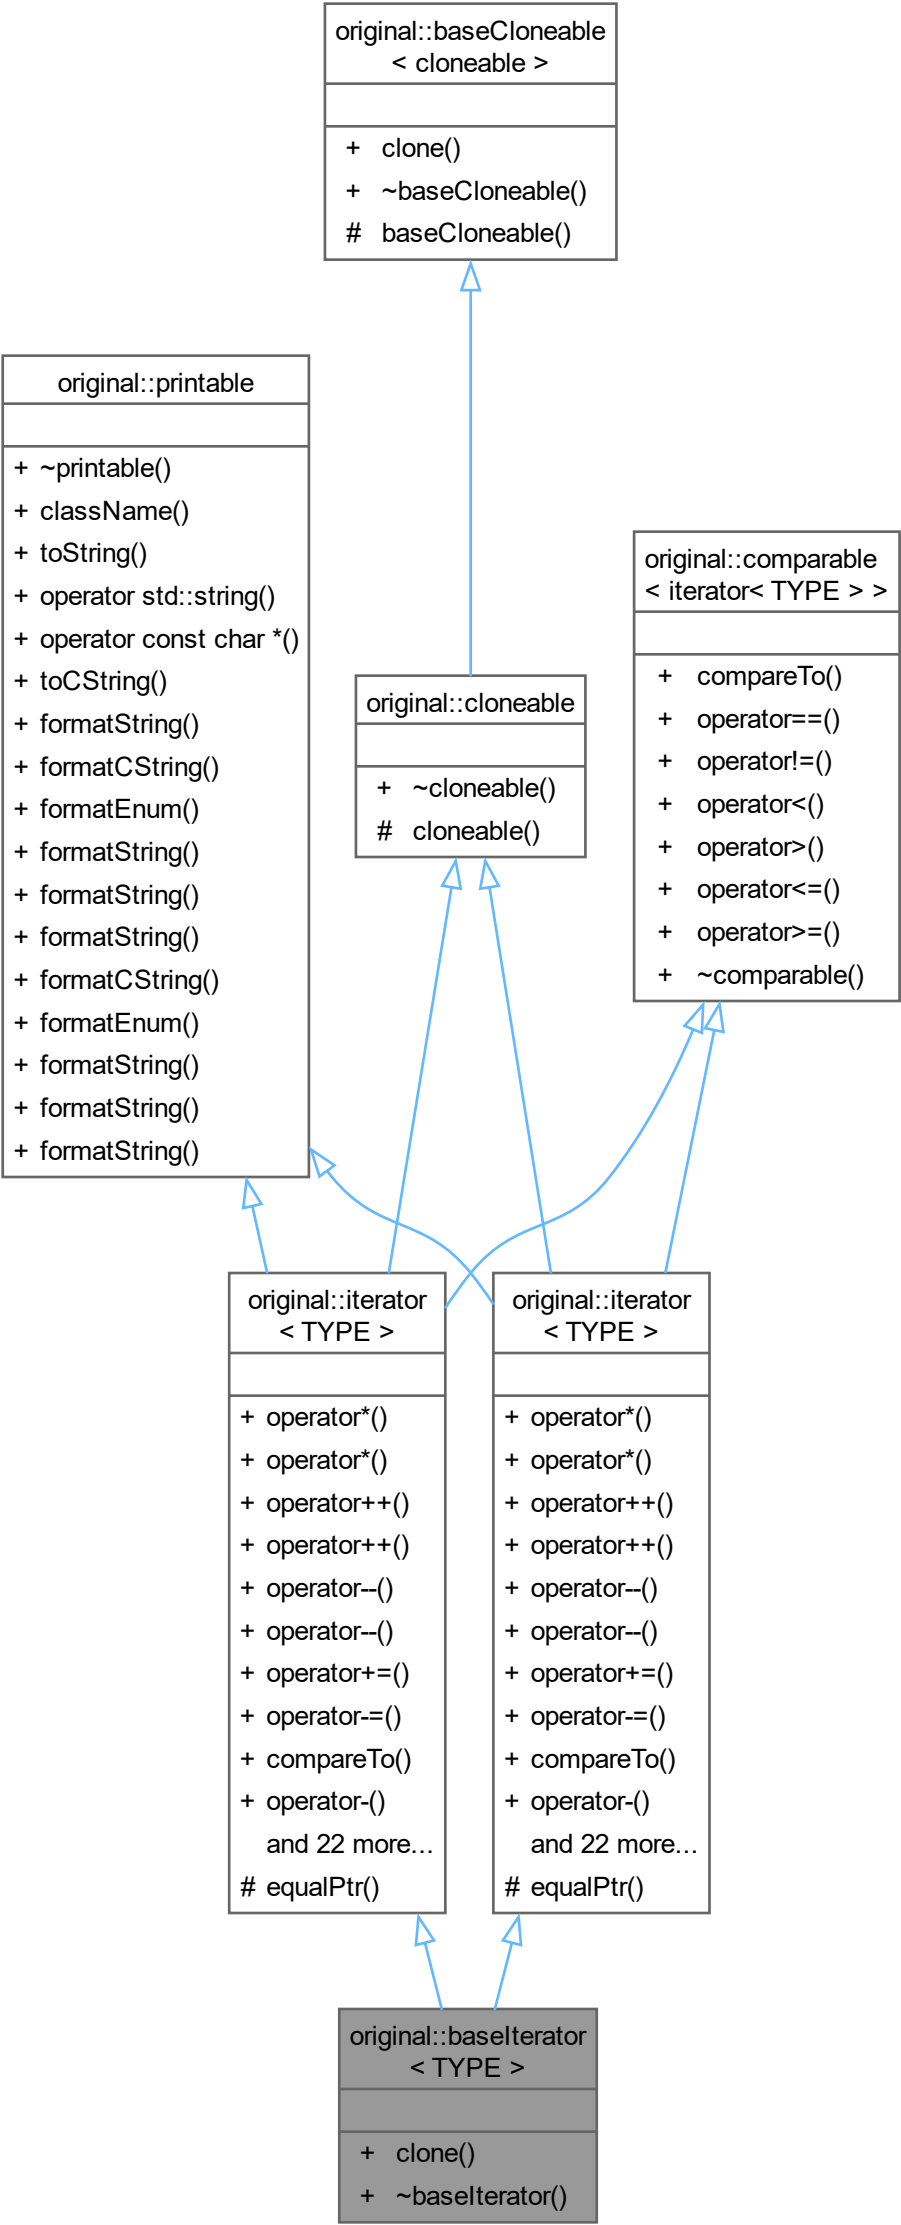 original::baseCloneable
< cloneable >
+ clone()
+ ~baseCloneable()
# baseCloneable()
original::printable
+ ~printable()
+ className()
+ toString()
+ operator std::string()
+ operator const char *()
+ toCString()
+ formatString()
+ formatCString()
+ formatEnum()
+ formatString()
+ formatString()
+ formatString()
+ formatCString()
+ formatEnum()
+ formatString()
+ formatString()
+ formatString()
original::cloneable
+ ~cloneable()
# cloneable()
original::comparable
< iterator< TYPE > >
+ compareTo()
+ operator==()
+ operator!=()
+ operator<()
+ operator>()
+ operator<=()
+ operator>=()
+ ~comparable()
original::iterator
< TYPE >
+ operator*()
+ operator*()
+ operator++()
+ operator++()
+ operator--()
+ operator--()
+ operator+=()
+ operator-=()
+ compareTo()
+ operator-()
and 22 more...
# equalPtr()
original::iterator
< TYPE >
+ operator*()
+ operator*()
+ operator++()
+ operator++()
+ operator--()
+ operator--()
+ operator+=()
+ operator-=()
+ compareTo()
+ operator-()
and 22 more...
# equalPtr()
original::baseIterator
< TYPE >
+ clone()
+ ~baseIterator()